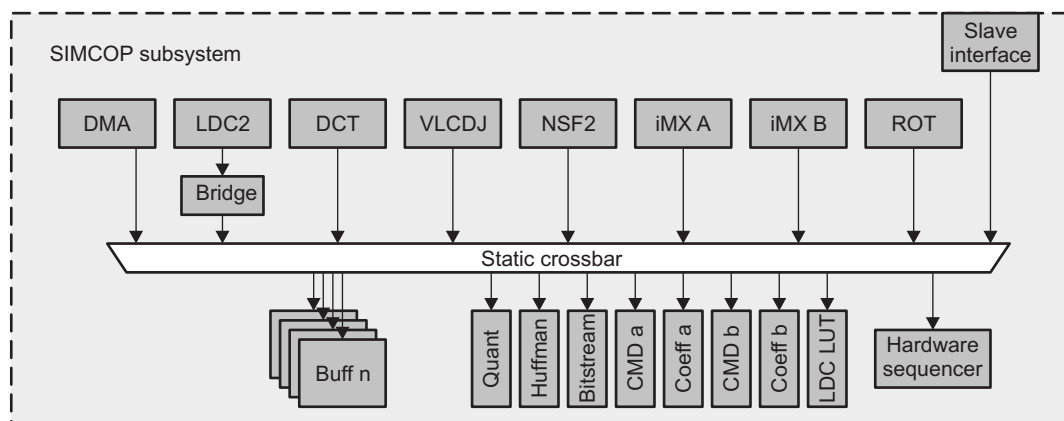 SIMCOP subsystem
Slave
interface
DMA
LDC2
DCT
VLCDJ
NSF2
iMX A
iMX B
ROT
Bridge
Static crossbar
Buff n
Quant
Huffman
Bitstream
CMD a
Coeff a
CMD b
Coeff b
LDC LUT
Hardware
sequencer